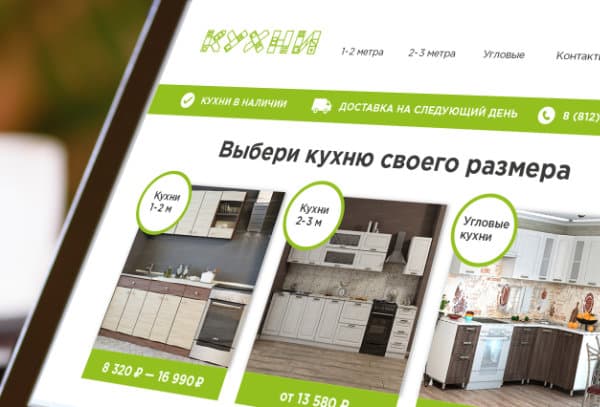 КУХНИ
1-2 метра 2-3 метра Угловые Контакт
КУХНИ В НАЛИЧИИ ДОСТАВКА НА СЛЕДУЮЩИЙ ДЕНЬ 8 (812)
Выбери кухню своего размера
Кухни
1-2 м
Кухни
2-3 м
Угловые
кухни
8 320 ₽ — 16 990 ₽
от 13 580 ₽